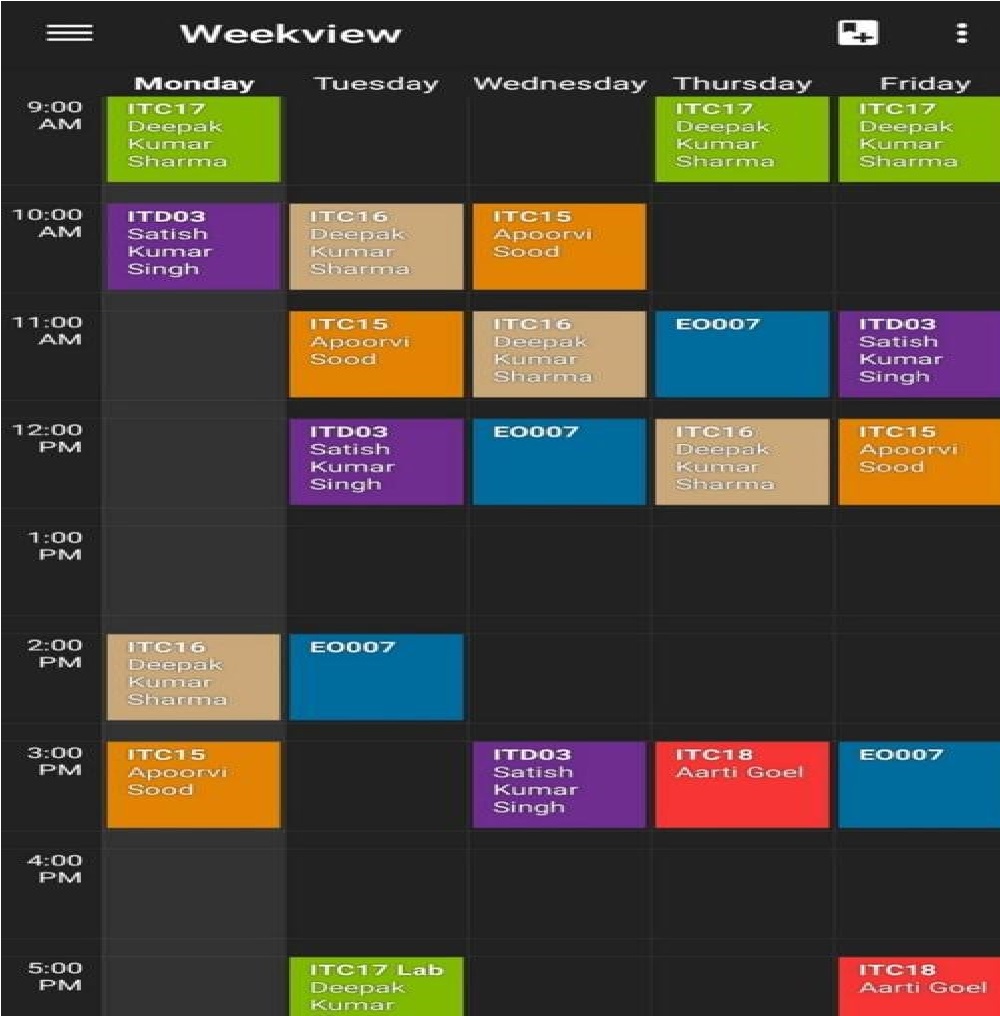 Weekview
Monday Tuesday Wednesday Thursday Friday
9:00
AM
ITC17
Deepak
Kumar
Sharma
ITC17
Deepak
Kumar
Sharma
ITC17
Deepak
Kumar
Sharma
10:00
AM
ITD03
Satish
Kumar
Singh
ITC16
Deepak
Kumar
Sharma
ITC15
Apoorvi
Sood
11:00
AM
ITC15
Apoorvi
Sood
ITC16
Deepak
Kumar
Sharma
EO007
ITD03
Satish
Kumar
Singh
12:00
PM
ITD03
Satish
Kumar
Singh
EO007
ITC16
Deepak
Kumar
Sharma
ITC15
Apoorvi
Sood
1:00
PM
2:00
PM
ITC16
Deepak
Kumar
Sharma
EO007
3:00
PM
ITC15
Apoorvi
Sood
ITD03
Satish
Kumar
Singh
ITC18
Aarti Goel
EO007
4:00
PM
5:00
PM
ITC17 Lab
Deepak
Kumar
ITC18
Aarti Goel